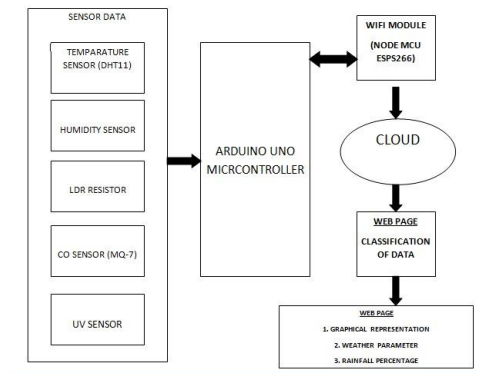 SENSOR DATA
TEMPARATURE
SENSOR (DHT11)
HUMIDITY SENSOR
LDR RESISTOR
CO SENSOR (MQ-7)
UV SENSOR
ARDUINO UNO
MICRCONTROLLER
WIFI MODULE
(NODE MCU
ESPS266)
CLOUD
WEB PAGE
CLASSIFICATION
OF DATA
WEB PAGE
1. GRAPHICAL REPRESENTATION
2. WEATHER PARAMETER
3. RAINFALL PERCENTAGE